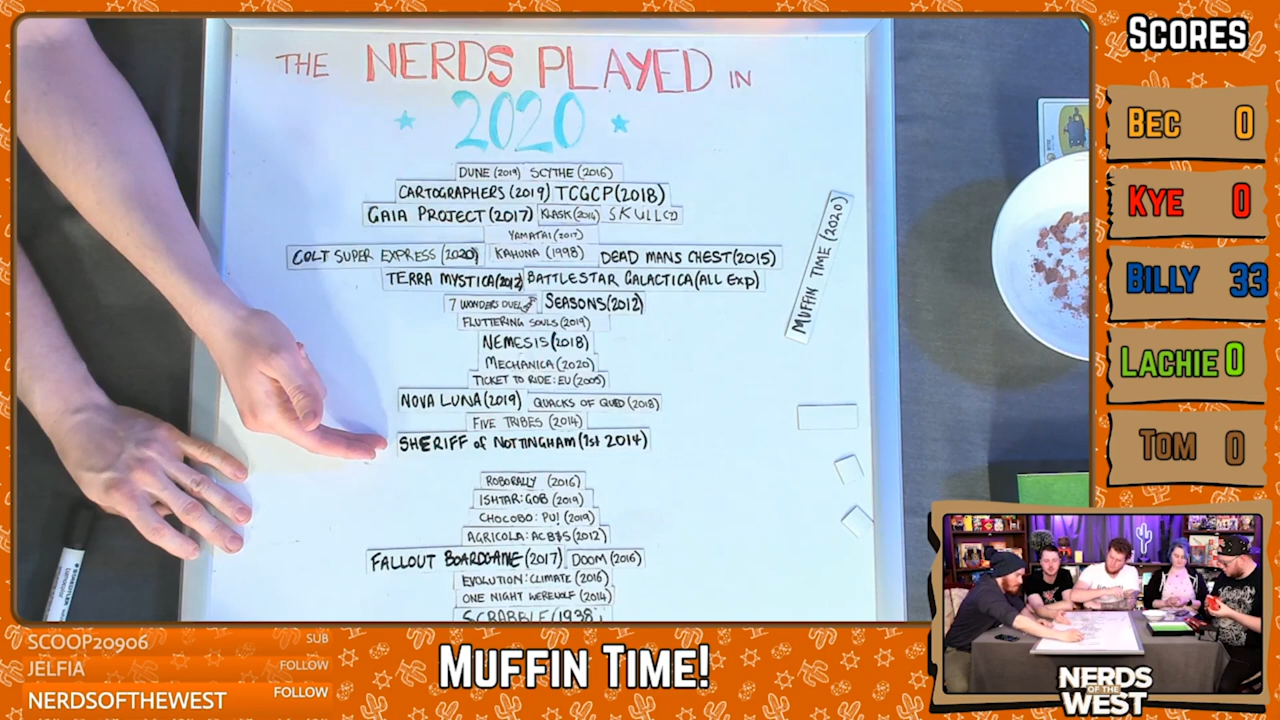 THE NERDS PLAYED IN
2020
DUNE (2019) SCYTHE (2016)
CARTOGRAPHERS (2019) TCGCP (2018)
GAIA PROJECT (2017) KLASK (2014) SKULL
YAMATAI (2017)
COLT SUPER EXPRESS (2020) KAHUNA (1998) DEAD MANS CHEST (2015)
TERRA MYSTICA (2012) BATTLESTAR GALACTICA (ALL EXP)
7 WONDERS DUEL SEASONS (2012)
FLUTTERING SOULS (2019)
NEMESIS (2018)
MECHANICA (2020)
TICKET TO RIDE: EU (2005)
NOVA LUNA (2019) QUACKS OF QUED (2018)
FIVE TRIBES (2014)
SHERIFF of NOTTINGHAM (1st 2014)
ROBORALLY (2016)
ISHTAR: GOB (2019)
CHOCOBO: PU! (2019)
AGRICOLA: ACB&S (2012)
FALLOUT BOARDGAME (2017) DOOM (2016)
EVOLUTION: CLIMATE (2016)
ONE NIGHT WEREWOLF (2014)
SCRABBLE (1938)
MUFFIN TIME (2020)
SCORES
BEC 0
KYE 0
BILLY 33
LACHIE 0
TOM 0
SCOOP20906 SUB
JELFIA FOLLOW
NERDSOFTHEWEST FOLLOW
MUFFIN TIME!
NERDS
OF THE
WEST